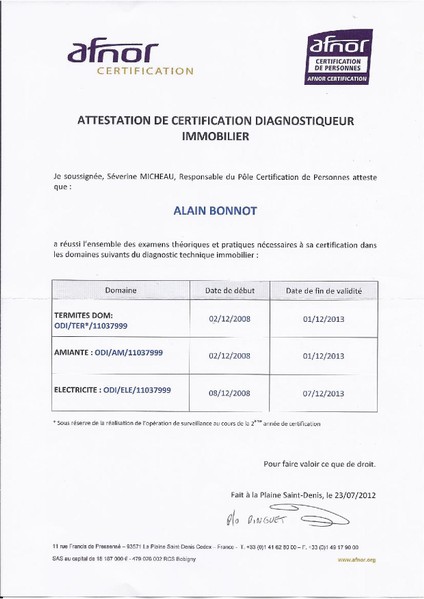 afnor
CERTIFICATION
afnor
CERTIFICATION
DE PERSONNES
AFNOR CERTIFICATION
ATTESTATION DE CERTIFICATION DIAGNOSTIQUEUR
IMMOBILIER
Je soussignée, Séverine MICHEAU, Responsable du Pôle Certification de Personnes atteste
que :
ALAIN BONNOT
a réussi l'ensemble des examens théoriques et pratiques nécessaires à sa certification dans
les domaines suivants du diagnostic technique immobilier :
Domaine Date de début Date de fin de validité
TERMITES DOM:
ODI/TER*/11037999 02/12/2008 01/12/2013
AMIANTE : ODI/AM/11037999 02/12/2008 01/12/2013
ELECTRICITE : ODI/ELE/11037999 08/12/2008 07/12/2013
* Sous réserve de la réalisation de l'opération de surveillance au cours de la 2ème année de certification
Pour faire valoir ce que de droit.
Fait à la Plaine Saint-Denis, le 23/07/2012
P/O PINGUET
11 rue Francis de Pressensé – 93571 La Plaine Saint Denis Cedex - France - T. +33 (0)1 41 62 80 00 – F. +33 (0)1 49 17 90 00
SAS au capital de 18 187 000 € - 479 076 002 RCS Bobigny www.afnor.org